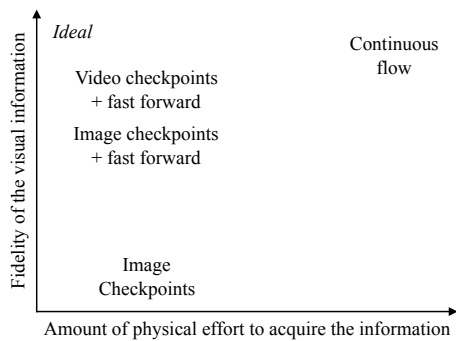 Ideal
Continuous
flow
Video checkpoints
+ fast forward
Image checkpoints
+ fast forward
Image
Checkpoints
Fidelity of the visual information
Amount of physical effort to acquire the information